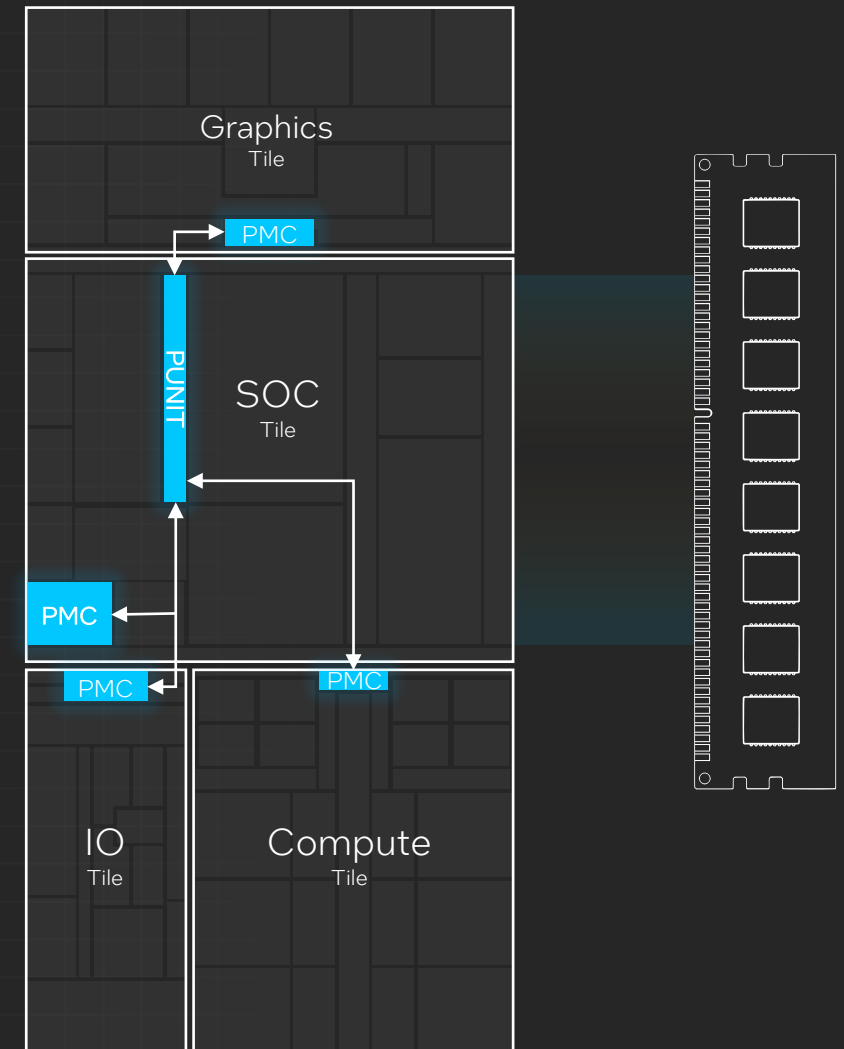 Graphics
Tile
PMC
PUNIT
SOC
Tile
PMC
PMC
PMC
IO
Tile
Compute
Tile